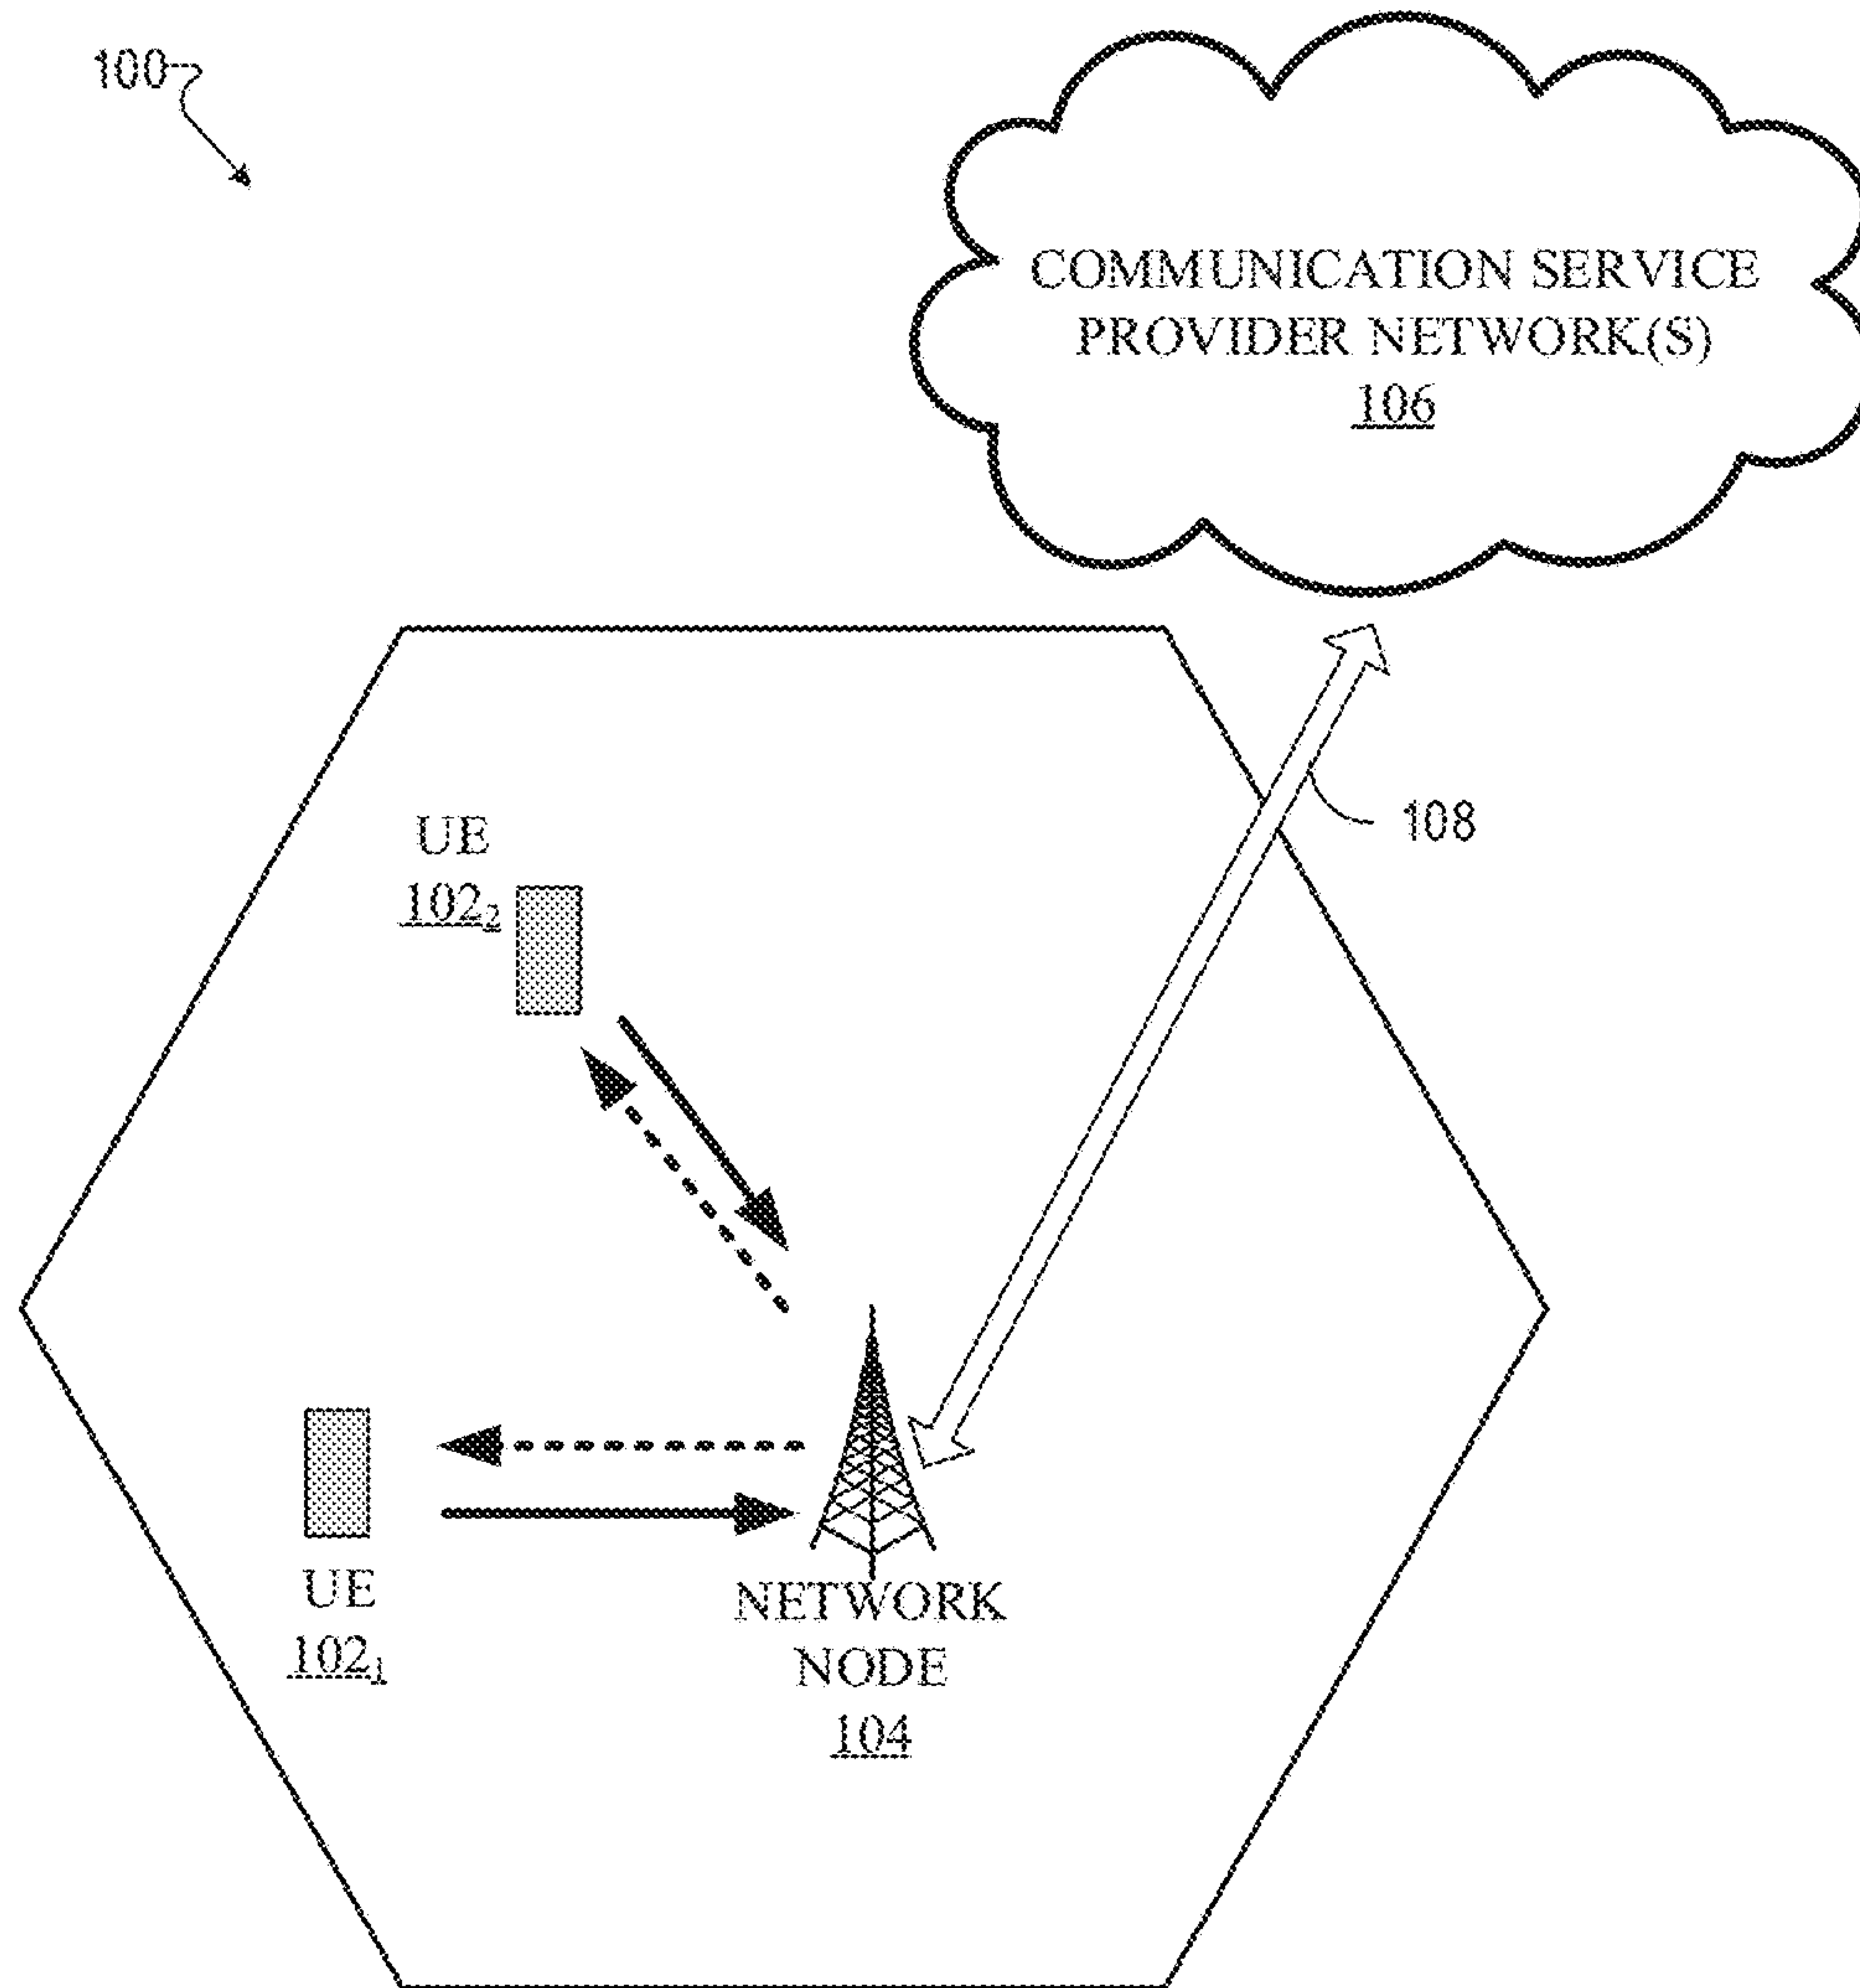 100
COMMUNICATION SERVICE
PROVIDER NETWORK(S)
106
108
UE
102₂
UE
102₁
NETWORK
NODE
104